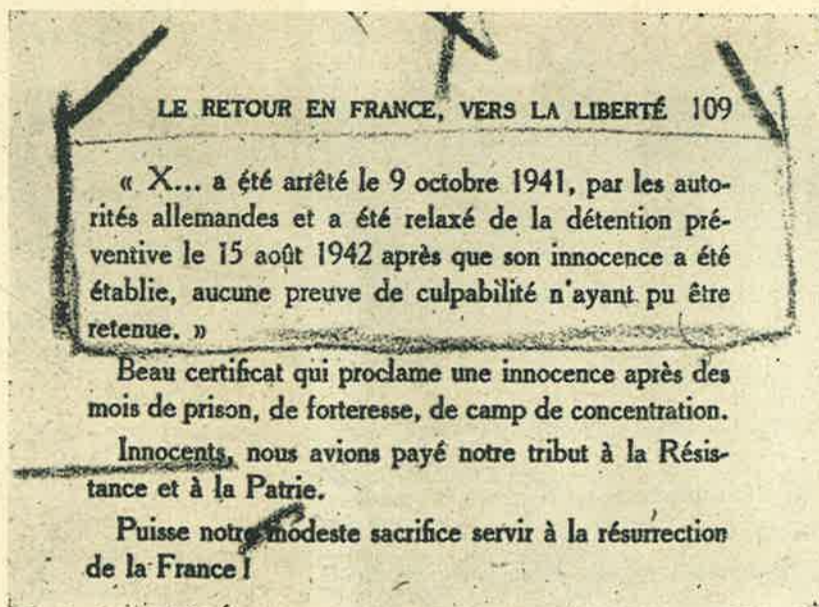 LE RETOUR EN FRANCE, VERS LA LIBERTÉ 109
« X... a été arrêté le 9 octobre 1941, par les auto-
rités allemandes et a été relaxé de la détention pré-
ventive le 15 août 1942 après que son innocence a été
établie, aucune preuve de culpabilité n'ayant pu être
retenue. »
Beau certificat qui proclame une innocence après des
mois de prison, de forteresse, de camp de concentration.
Innocents, nous avions payé notre tribut à la Résis-
tance et à la Patrie.
Puisse notre modeste sacrifice servir à la résurrection
de la France !